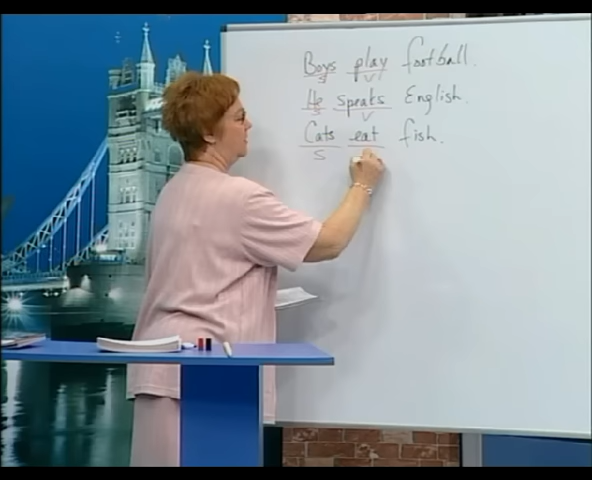 Boys play football.
S V
He speaks English.
S V
Cats eat fish.
S